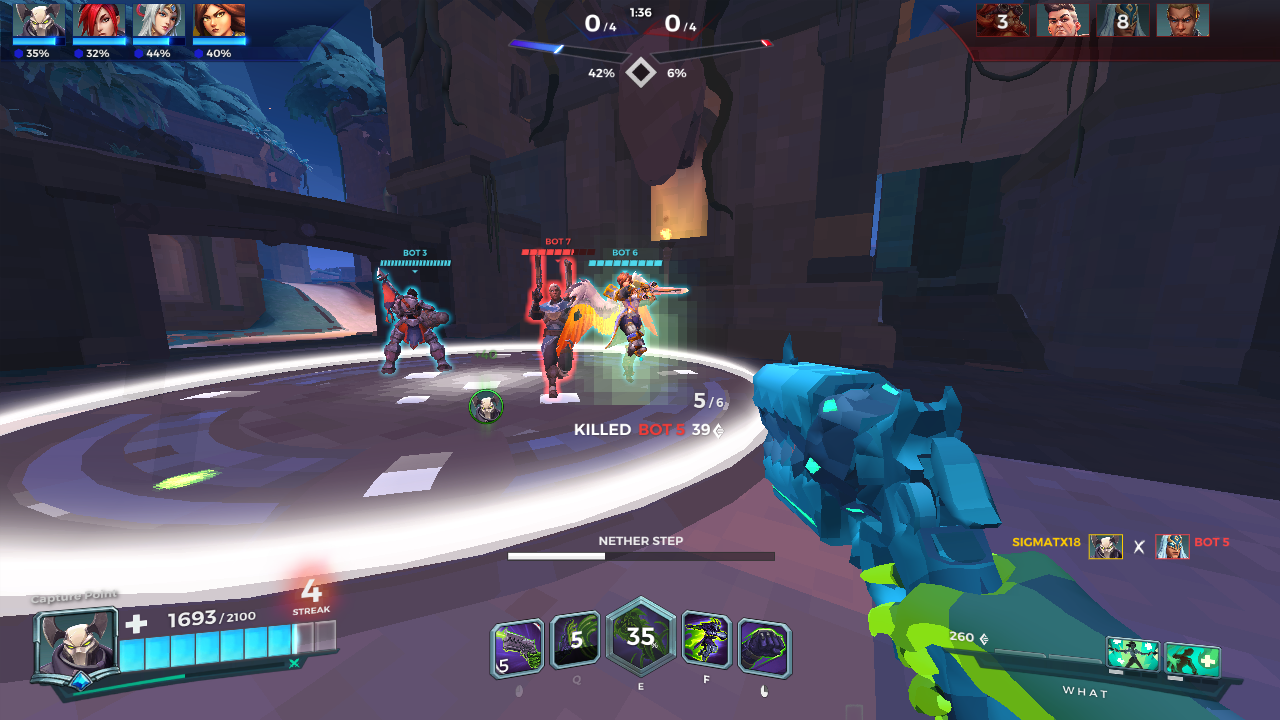 35% 32% 44% 40%
0/4 1:36 0/4
42% 6%
3 8
BOT 3
BOT 7
BOT 6
5/6
KILLED BOT 5 39
NETHER STEP
SIGMATX18 X BOT 5
Capture Point
4
STREAK
1693/2100
5
5
35%
Q
E
F
260
WHAT